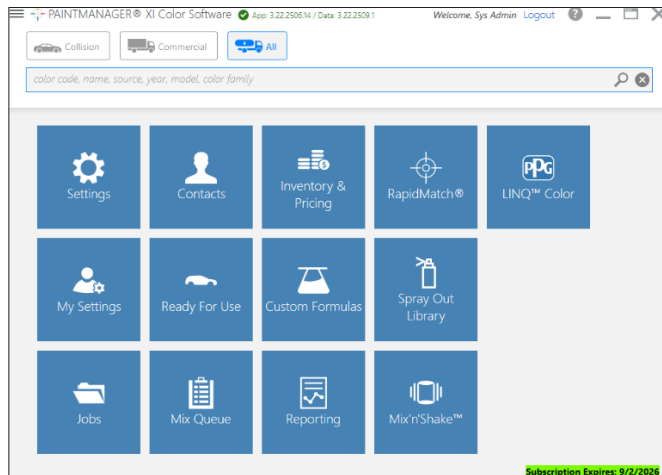 PAINTMANAGER® XI Color Software App: 3.22.2506.14 / Data: 3.22.2509.1 Welcome, Sys Admin Logout ?
Collision Commercial All
color code, name, source, year, model, color family
Settings
Contacts
Inventory &
Pricing
RapidMatch®
PPG
LINQ™ Color
My Settings
Ready For Use
Custom Formulas
Spray Out
Library
Jobs
Mix Queue
Reporting
Mix'n'Shake™
Subscription Expires: 9/2/2026